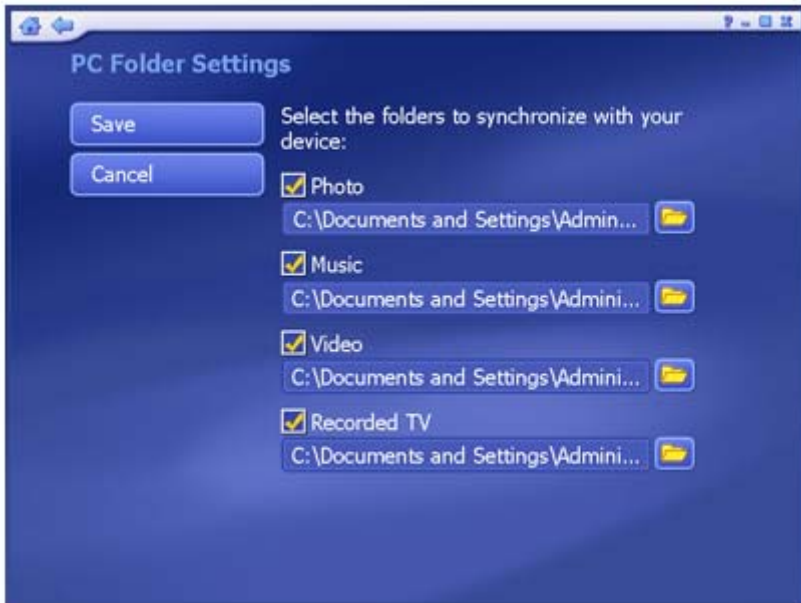 PC Folder Settings
Save
Cancel
Select the folders to synchronize with your
device:
Photo
C:\Documents and Settings\Admin...
Music
C:\Documents and Settings\Admini...
Video
C:\Documents and Settings\Admini...
Recorded TV
C:\Documents and Settings\Admini...